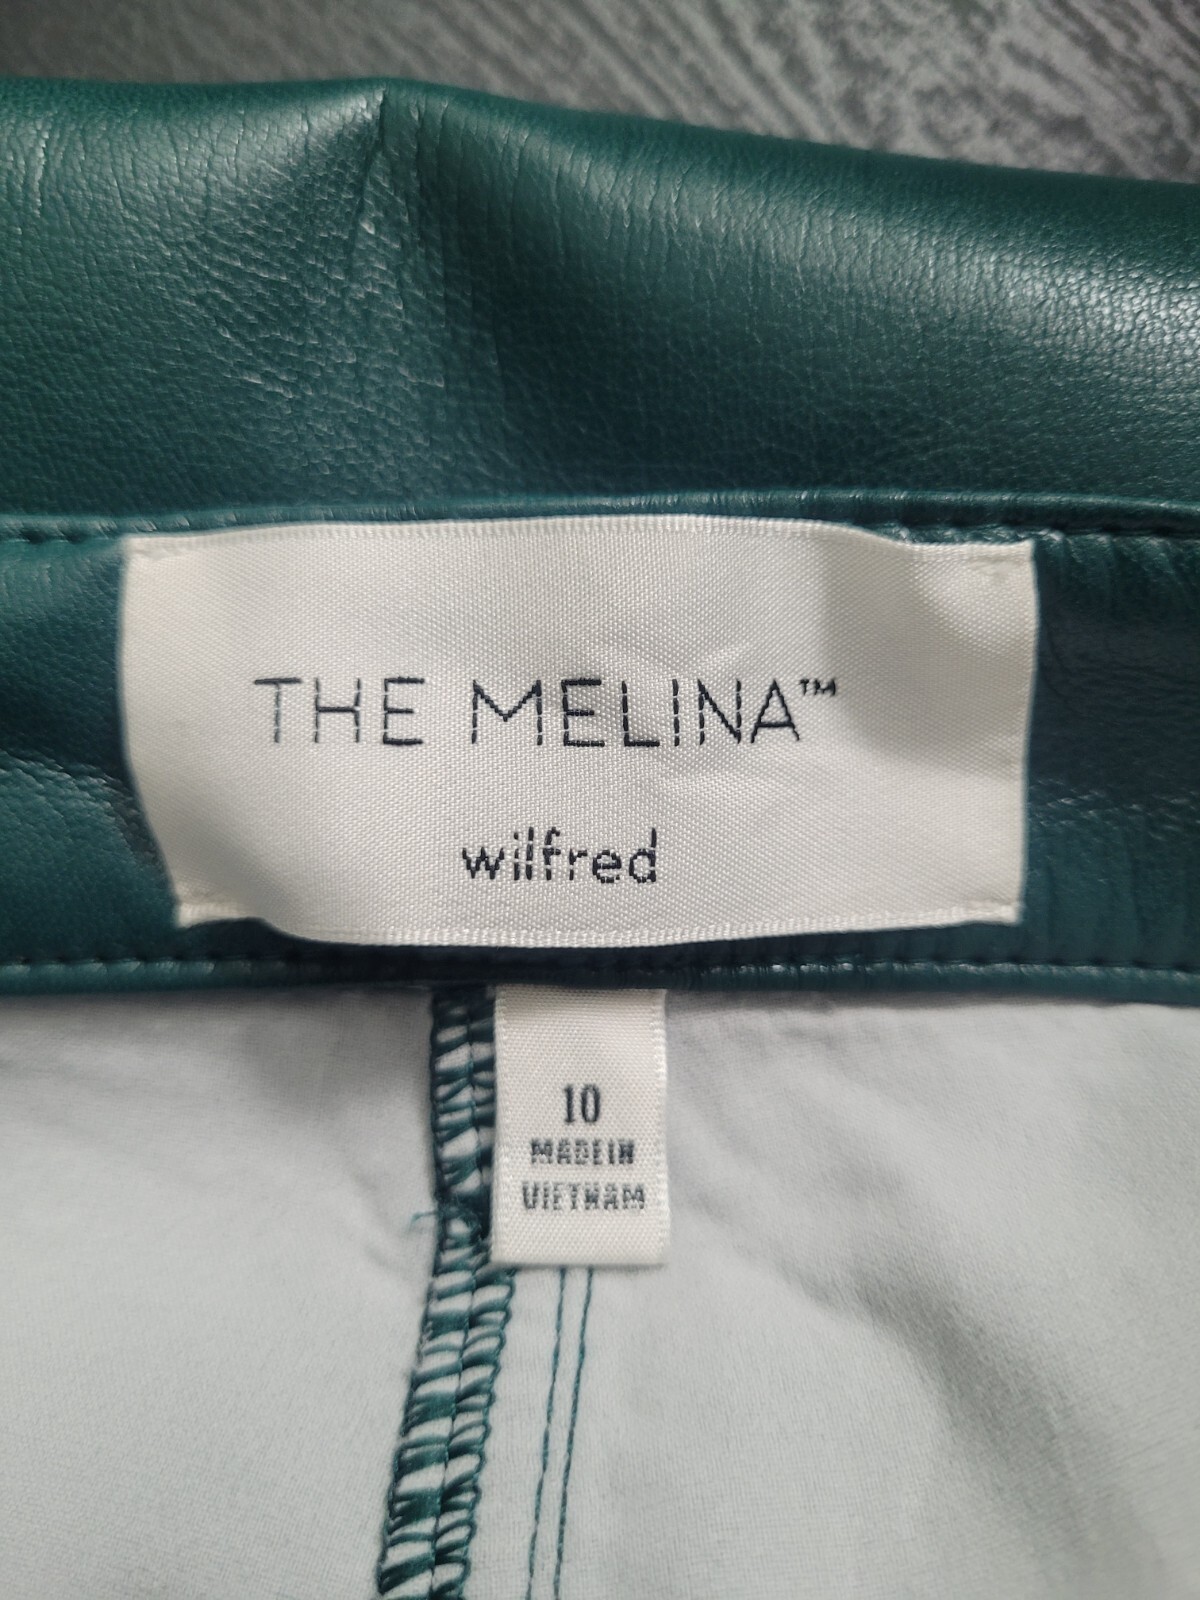 THE MELINA™
wilfred
10
MADE IN
VIETNAM